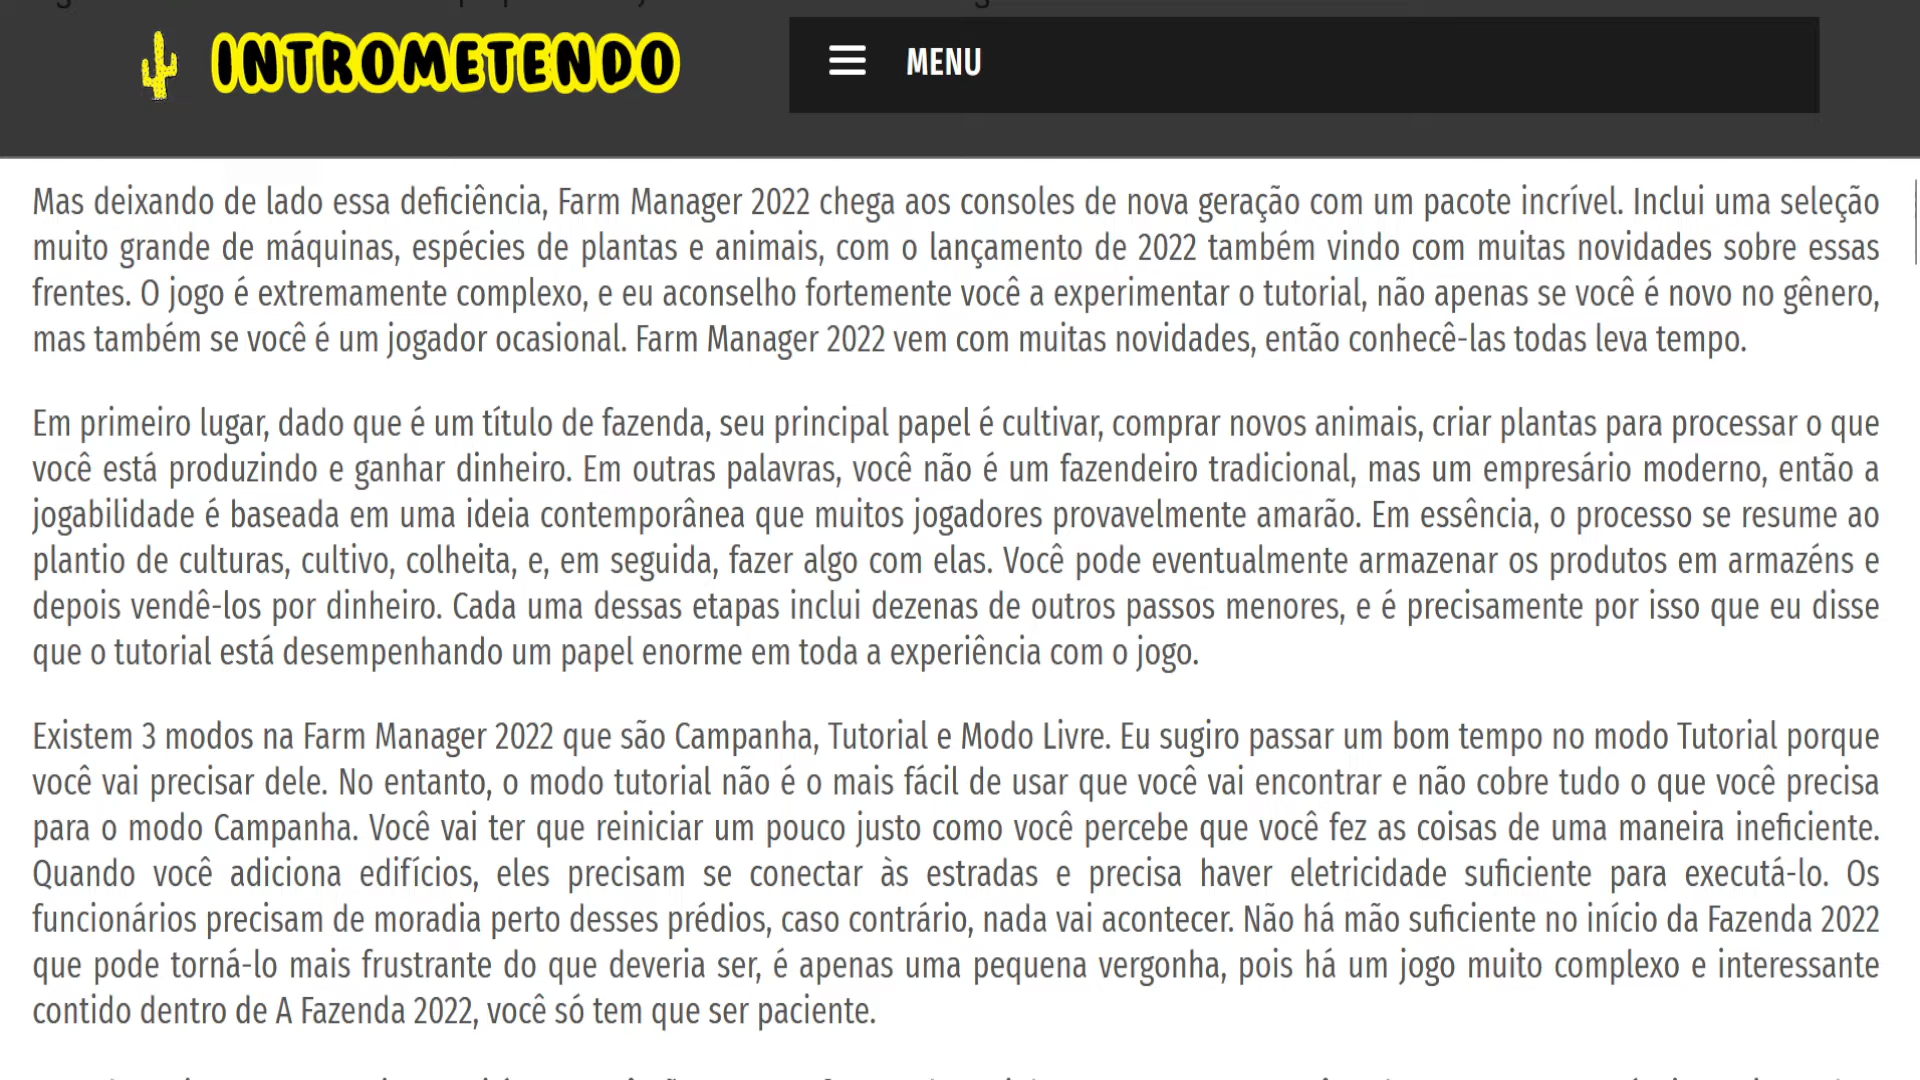 INTROMETENDO
MENU
Mas deixando de lado essa deficiência, Farm Manager 2022 chega aos consoles de nova geração com um pacote incrível. Inclui uma seleção
muito grande de máquinas, espécies de plantas e animais, com o lançamento de 2022 também vindo com muitas novidades sobre essas
frentes. O jogo é extremamente complexo, e eu aconselho fortemente você a experimentar o tutorial, não apenas se você é novo no gênero,
mas também se você é um jogador ocasional. Farm Manager 2022 vem com muitas novidades, então conhecê-las todas leva tempo.
Em primeiro lugar, dado que é um título de fazenda, seu principal papel é cultivar, comprar novos animais, criar plantas para processar o que
você está produzindo e ganhar dinheiro. Em outras palavras, você não é um fazendeiro tradicional, mas um empresário moderno, então a
jogabilidade é baseada em uma ideia contemporânea que muitos jogadores provavelmente amarão. Em essência, o processo se resume ao
plantio de culturas, cultivo, colheita, e, em seguida, fazer algo com elas. Você pode eventualmente armazenar os produtos em armazéns e
depois vendê-los por dinheiro. Cada uma dessas etapas inclui dezenas de outros passos menores, e é precisamente por isso que eu disse
que o tutorial está desempenhando um papel enorme em toda a experiência com o jogo.
Existem 3 modos na Farm Manager 2022 que são Campanha, Tutorial e Modo Livre. Eu sugiro passar um bom tempo no modo Tutorial porque
você vai precisar dele. No entanto, o modo tutorial não é o mais fácil de usar que você vai encontrar e não cobre tudo o que você precisa
para o modo Campanha. Você vai ter que reiniciar um pouco justo como você percebe que você fez as coisas de uma maneira ineficiente.
Quando você adiciona edifícios, eles precisam se conectar às estradas e precisa haver eletricidade suficiente para executá-lo. Os
funcionários precisam de moradia perto desses prédios, caso contrário, nada vai acontecer. Não há mão suficiente no início da Fazenda 2022
que pode torná-lo mais frustrante do que deveria ser, é apenas uma pequena vergonha, pois há um jogo muito complexo e interessante
contido dentro de A Fazenda 2022, você só tem que ser paciente.